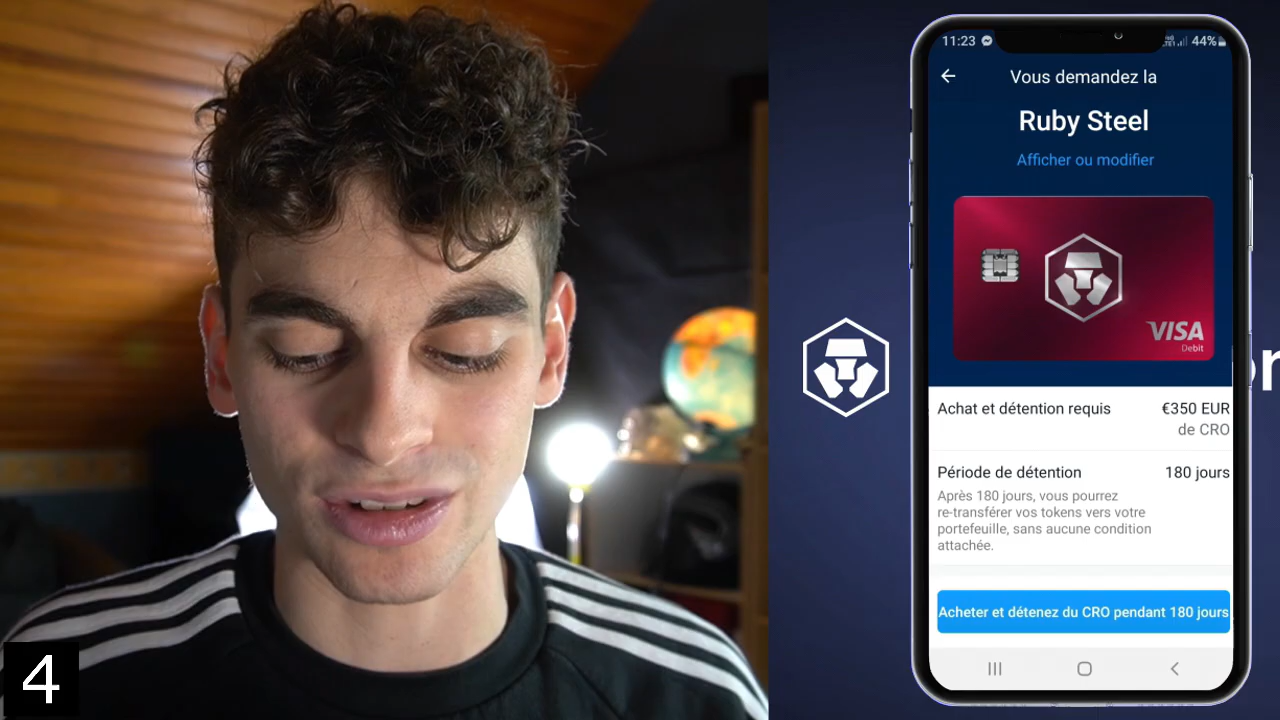 11:23
44%
Vous demandez la
Ruby Steel
Afficher ou modifier
VISA
Debit
Achat et détention requis
€350 EUR
de CRO
Période de détention
180 jours
Après 180 jours, vous pourrez
re-transférer vos tokens vers votre
portefeuille, sans aucune condition
attachée.
Acheter et détenez du CRO pendant 180 jours
4